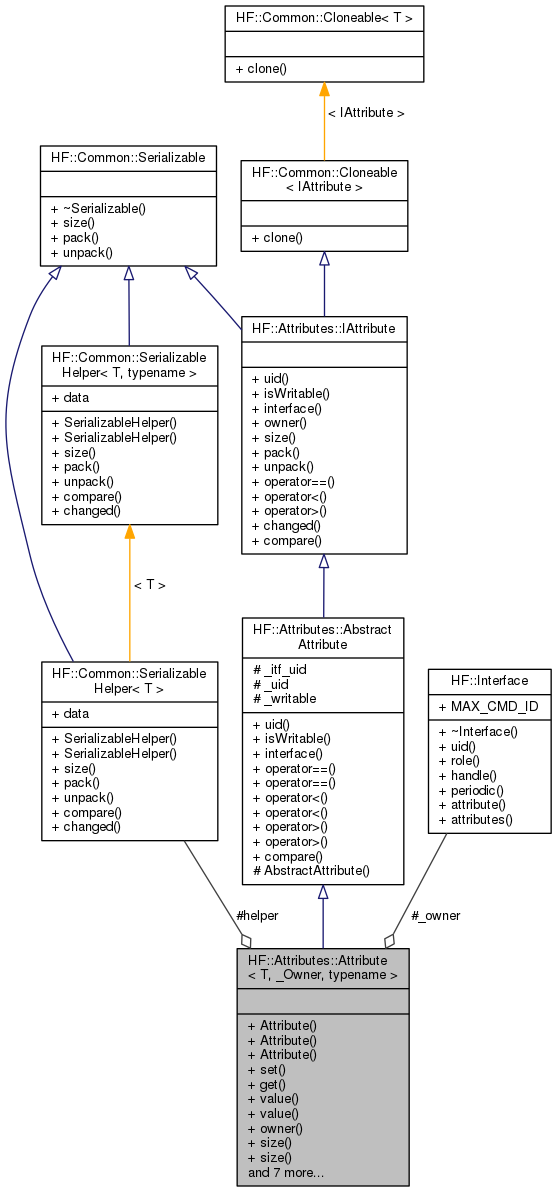 HF::Common::Cloneable< T >
+ clone()
< IAttribute >
HF::Common::Serializable
+ ~Serializable()
+ size()
+ pack()
+ unpack()
HF::Common::Cloneable
< IAttribute >
+ clone()
HF::Attributes::IAttribute
+ uid()
+ isWritable()
+ interface()
+ owner()
+ size()
+ pack()
+ unpack()
+ operator==()
+ operator<()
+ operator>()
+ changed()
+ compare()
HF::Common::Serializable
Helper< T, typename >
+ data
+ SerializableHelper()
+ SerializableHelper()
+ size()
+ pack()
+ unpack()
+ compare()
+ changed()
< T >
HF::Attributes::Abstract
Attribute
# _itf_uid
# _uid
# _writable
+ uid()
+ isWritable()
+ interface()
+ operator==()
+ operator==()
+ operator<()
+ operator<()
+ operator>()
+ operator>()
+ compare()
# AbstractAttribute()
HF::Common::Serializable
Helper< T >
+ data
+ SerializableHelper()
+ SerializableHelper()
+ size()
+ pack()
+ unpack()
+ compare()
+ changed()
HF::Interface
+ MAX_CMD_ID
+ ~Interface()
+ uid()
+ role()
+ handle()
+ periodic()
+ attribute()
+ attributes()
#helper
#_owner
HF::Attributes::Attribute
< T, _Owner, typename >
+ Attribute()
+ Attribute()
+ Attribute()
+ set()
+ get()
+ value()
+ value()
+ owner()
+ size()
+ size()
and 7 more...